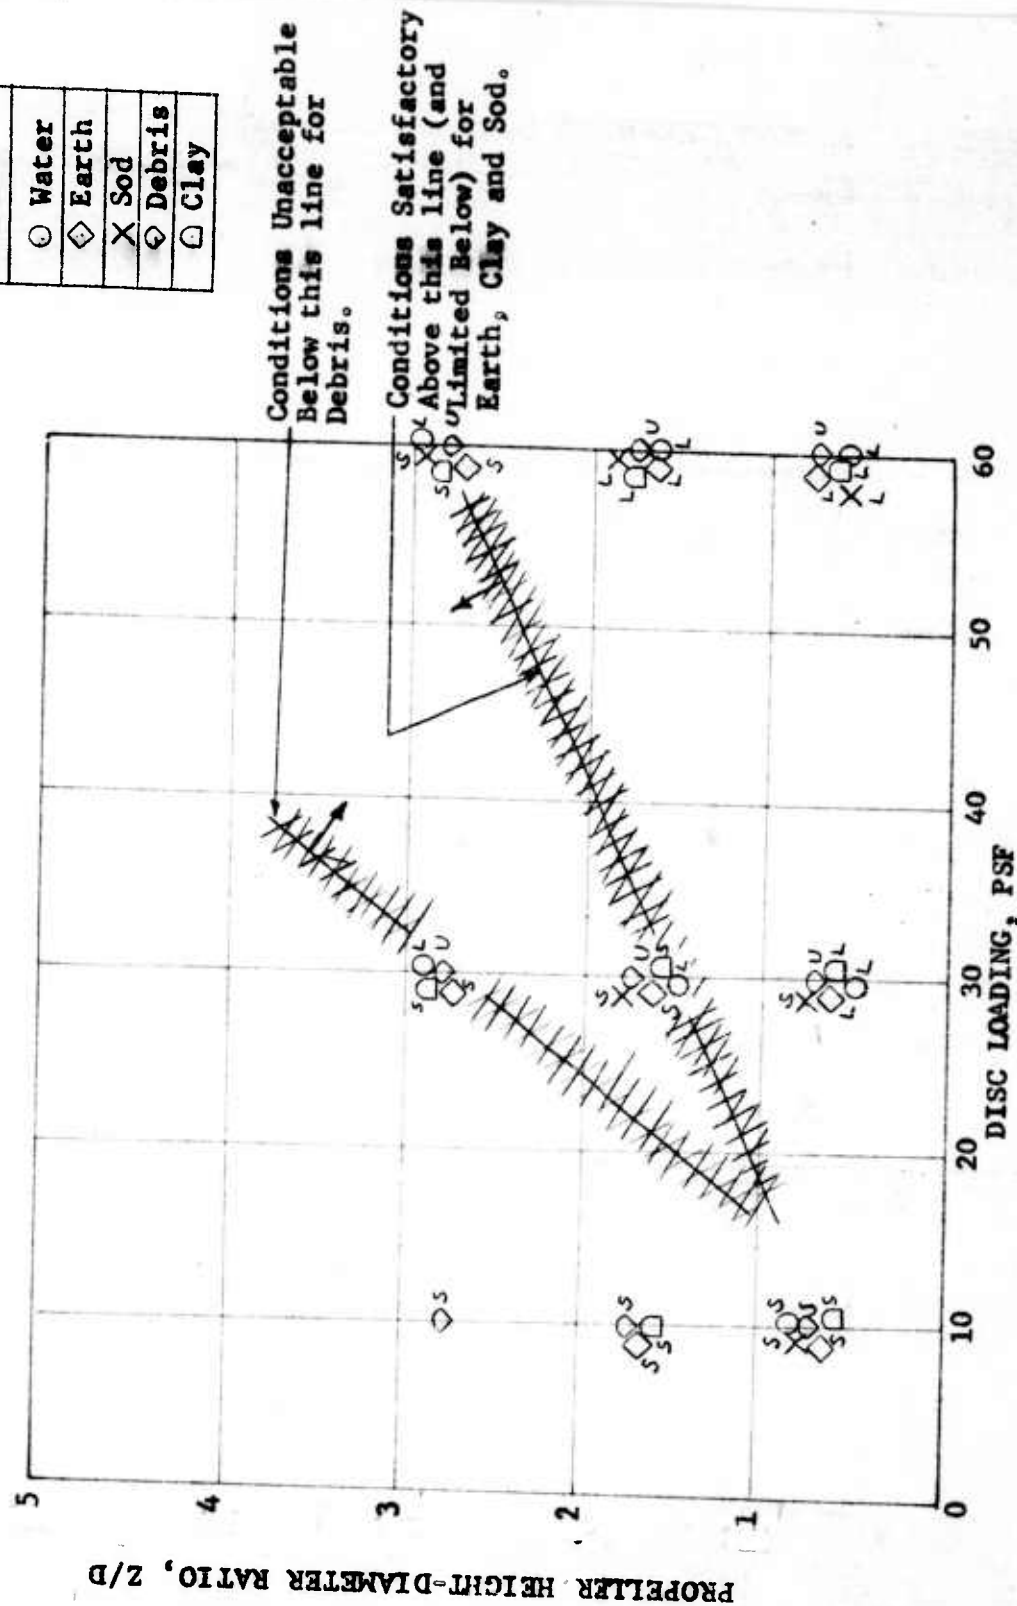 ○ Water
◇ Earth
X Sod
Debris
Clay
Conditions Unacceptable
Below this line for
Debris.
Conditions Satisfactory
Above this line (and
Limited Below) for
Earth, Clay and Sod.
PROPELLER HEIGHT-DIAMETER RATIO, Z/D
5
4
3
2
1
0
10
20
30
40
50
60
DISC LOADING, PSF
S
S
S
S
S
S
S
L
U
S
S
S
U
S
S
L
S
U
L
L
L
S
L
U
S
S
L
U
L
L
U
L
L
L
L